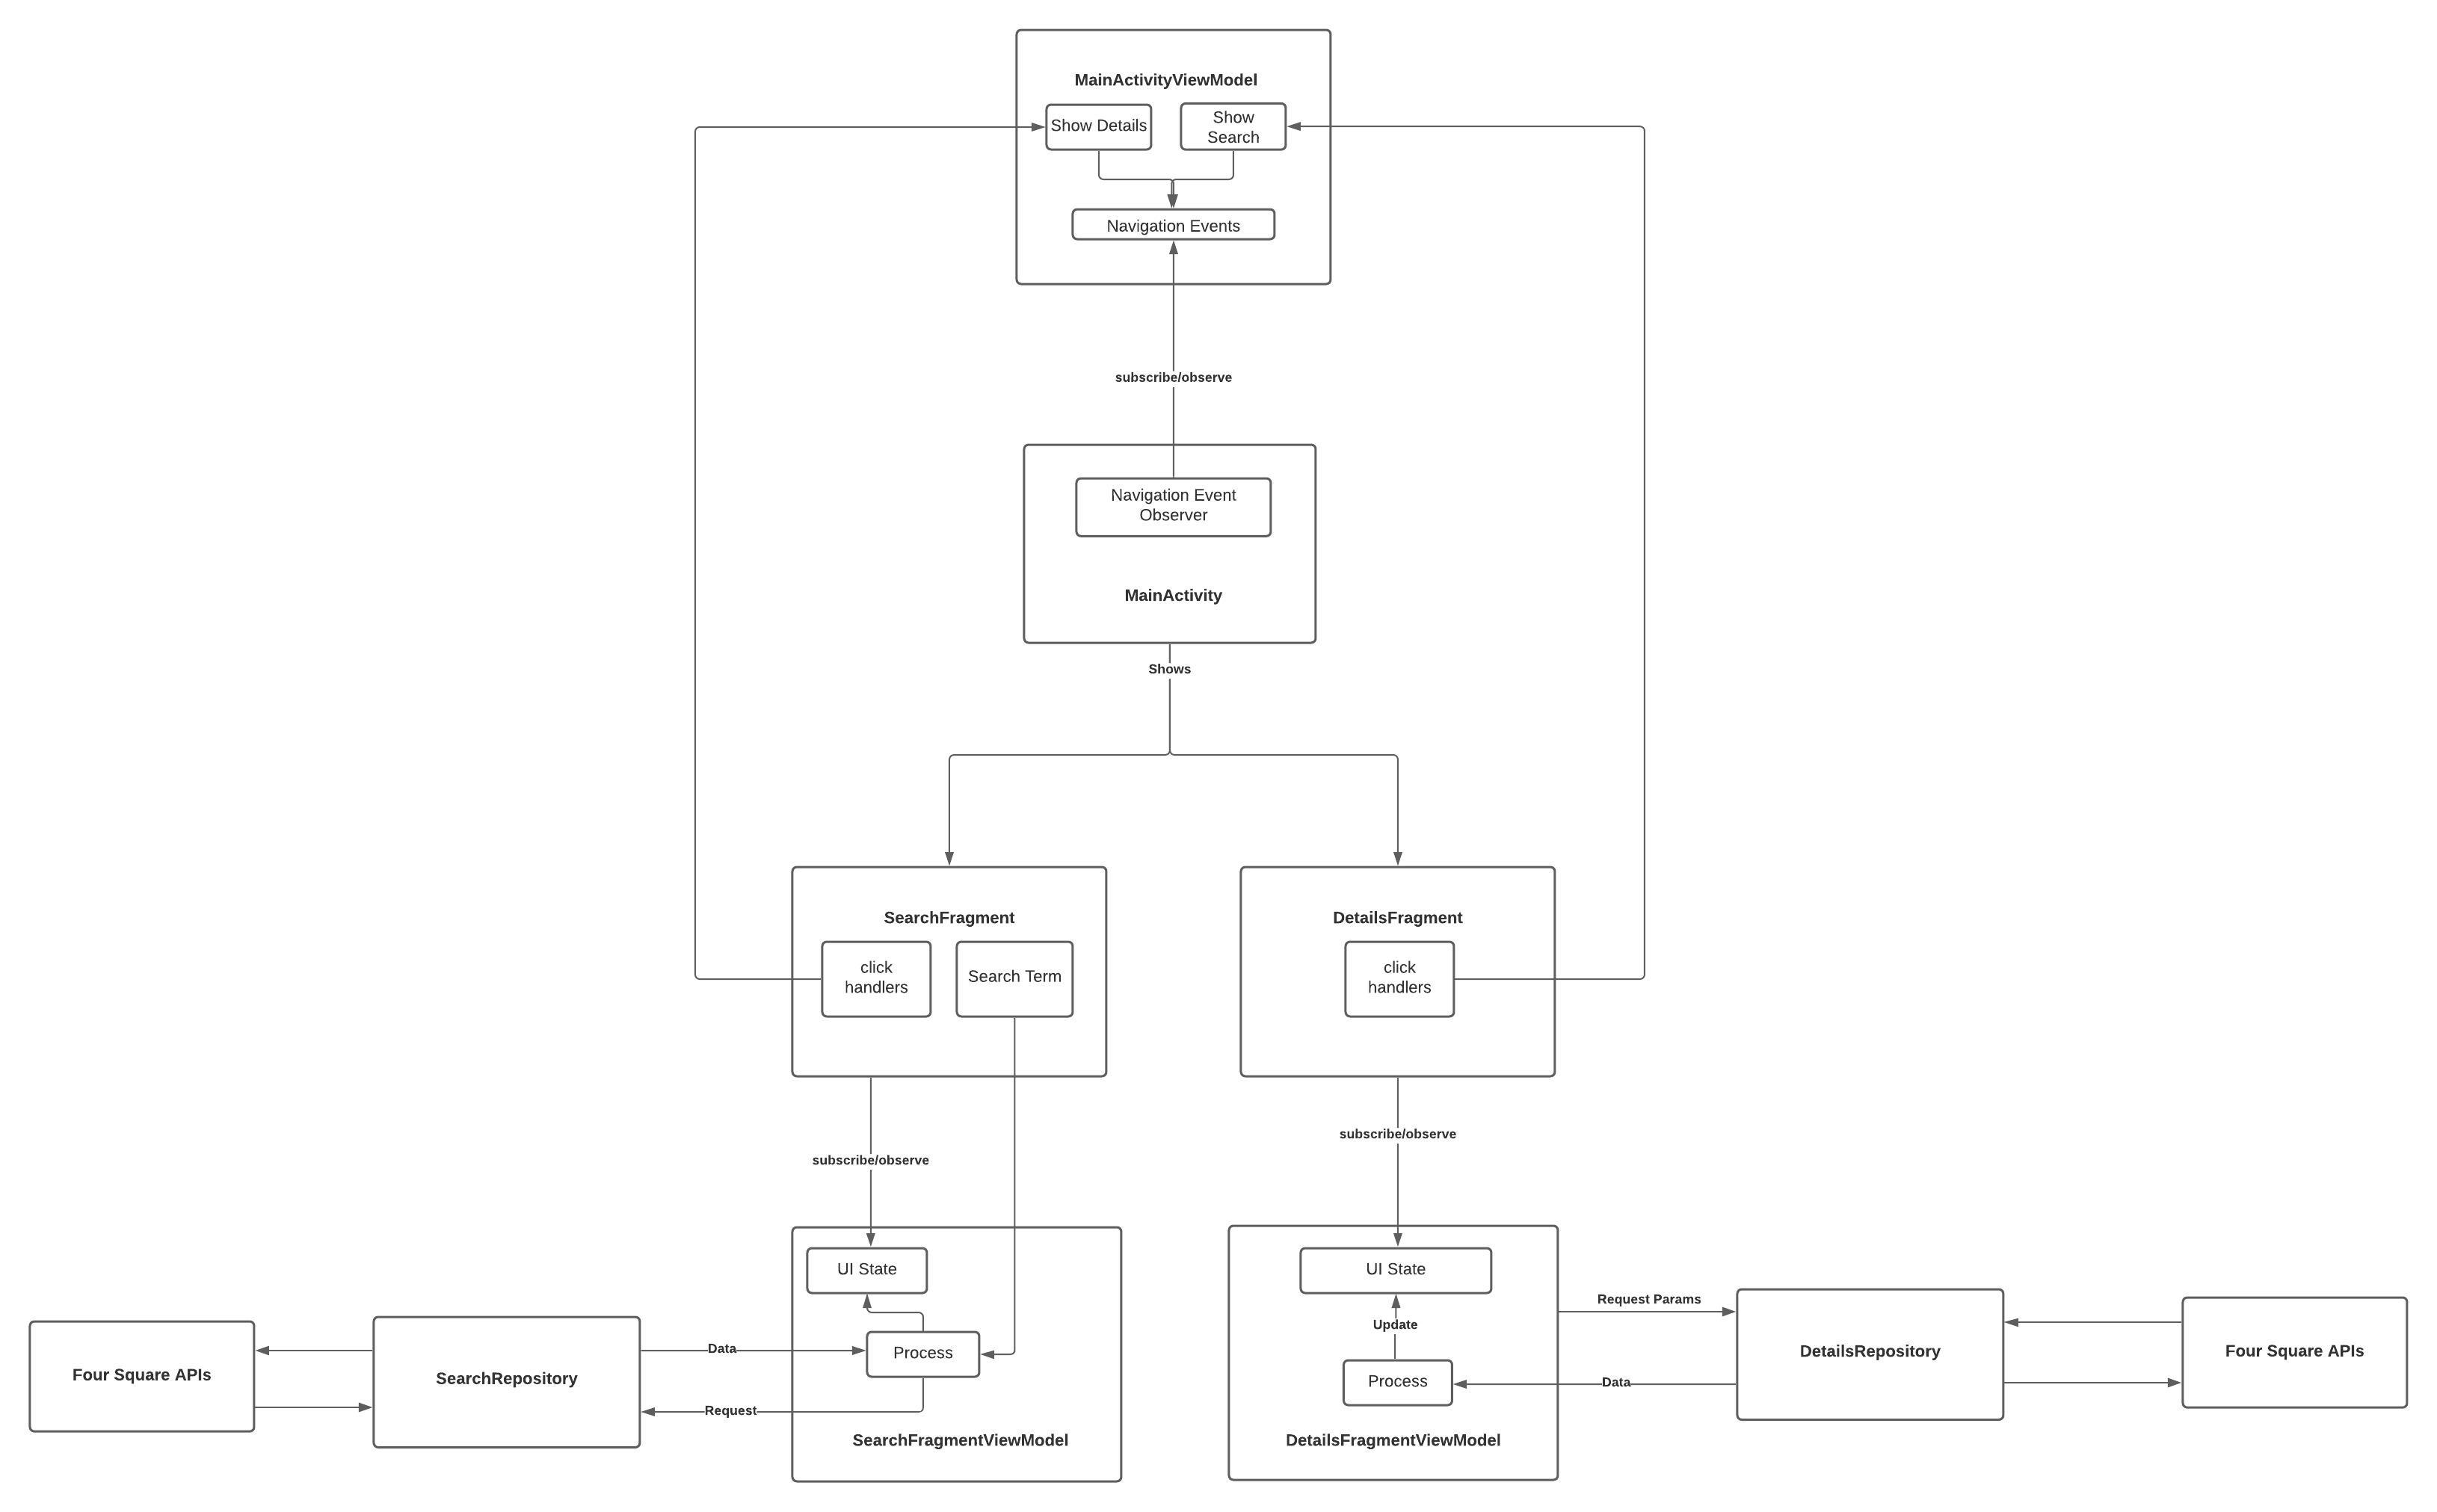 MainActivityViewModel
Show Details
Show
Search
Navigation Events
subscribe/observe
Navigation Event
Observer
MainActivity
Shows
SearchFragment
click
handlers
Search Term
DetailsFragment
click
handlers
subscribe/observe
subscribe/observe
UI State
Process
Data
Request
SearchFragmentViewModel
Four Square APIs
SearchRepository
UI State
Update
Process
DetailsFragmentViewModel
Request Params
Data
DetailsRepository
Four Square APIs